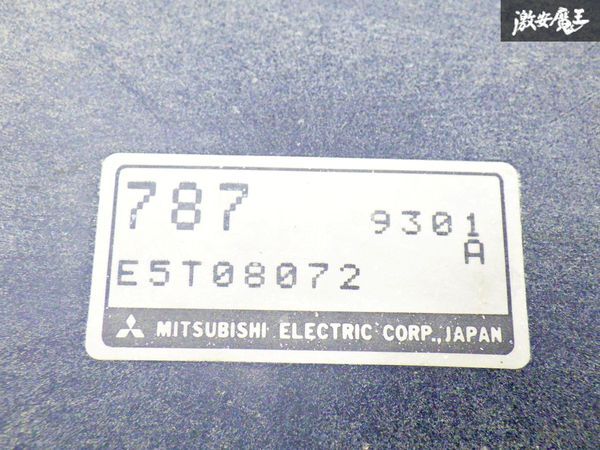 激安魔王
787 9301
A
E5T08072
MITSUBISHI ELECTRIC CORP., JAPAN